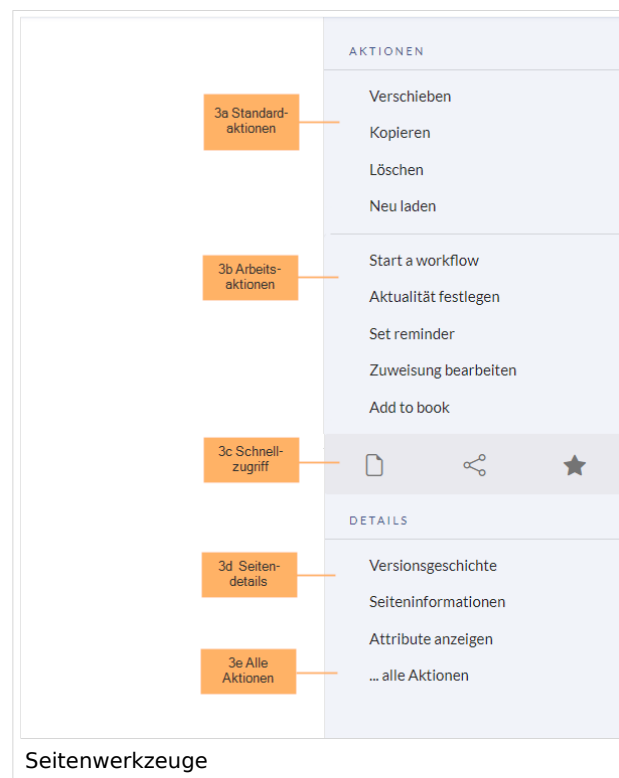 AKTIONEN
3a Standard-
aktionen
Verschieben
Kopieren
Löschen
Neu laden
3b Arbeits-
aktionen
Start a workflow
Aktualität festlegen
Set reminder
Zuweisung bearbeiten
Add to book
3c Schnell-
zugriff
DETAILS
3d Seiten-
details
Versionsgeschichte
Seiteninformationen
Attribute anzeigen
3e Alle
Aktionen
... alle Aktionen
Seitenwerkzeuge